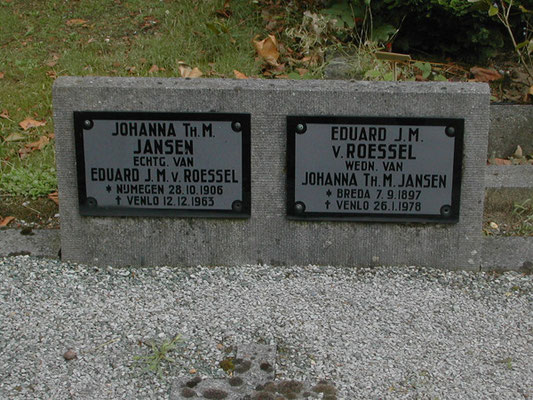 JOHANNA TH. M.
JANSEN
ECHTG. VAN
EDUARD J. M. v. ROESSEL
* NIJMEGEN 28.10.1906
† VENLO 12.12.1963
EDUARD J. M.
v. ROESSEL
WEDN. VAN
JOHANNA TH. M. JANSEN
* BREDA 7.9.1897
† VENLO 26.1.1978